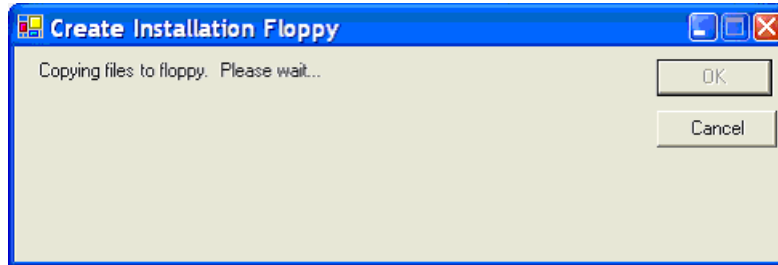 Create Installation Floppy
Copying files to floppy.  Please wait...
OK
Cancel